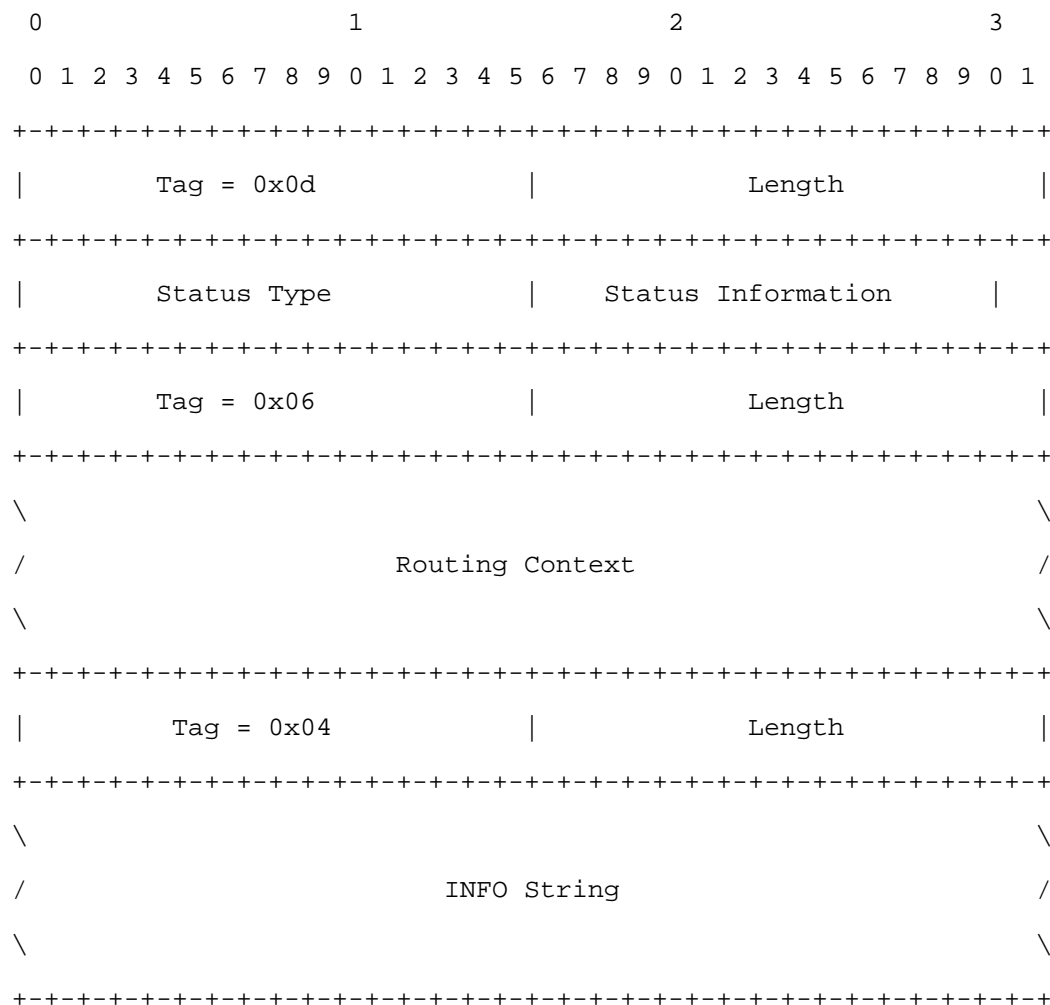 0                   1                   2                   3
 0 1 2 3 4 5 6 7 8 9 0 1 2 3 4 5 6 7 8 9 0 1 2 3 4 5 6 7 8 9 0 1
+-+-+-+-+-+-+-+-+-+-+-+-+-+-+-+-+-+-+-+-+-+-+-+-+-+-+-+-+-+-+-+-+
|        Tag = 0x0d             |             Length            |
+-+-+-+-+-+-+-+-+-+-+-+-+-+-+-+-+-+-+-+-+-+-+-+-+-+-+-+-+-+-+-+-+
|        Status Type            |    Status Information      |
+-+-+-+-+-+-+-+-+-+-+-+-+-+-+-+-+-+-+-+-+-+-+-+-+-+-+-+-+-+-+-+-+
|        Tag = 0x06             |             Length            |
+-+-+-+-+-+-+-+-+-+-+-+-+-+-+-+-+-+-+-+-+-+-+-+-+-+-+-+-+-+-+-+-+
\                                                               \
/                       Routing Context                         /
\                                                               \
+-+-+-+-+-+-+-+-+-+-+-+-+-+-+-+-+-+-+-+-+-+-+-+-+-+-+-+-+-+-+-+-+
|         Tag = 0x04            |             Length            |
+-+-+-+-+-+-+-+-+-+-+-+-+-+-+-+-+-+-+-+-+-+-+-+-+-+-+-+-+-+-+-+-+
\                                                               \
/                          INFO String                          /
\                                                               \
+-+-+-+-+-+-+-+-+-+-+-+-+-+-+-+-+-+-+-+-+-+-+-+-+-+-+-+-+-+-+-+-+